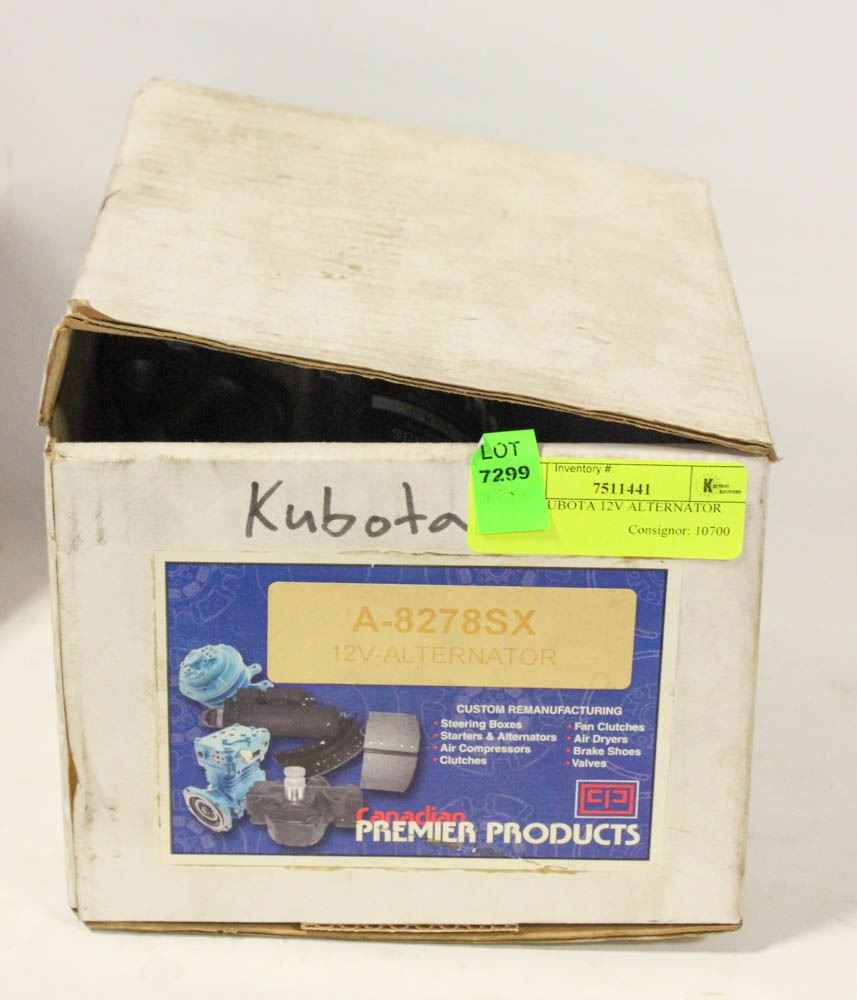 LOT
7299
Inventory #:
7511441
UBOTA 12V ALTERNATOR
Consignor: 10700
Kubota
A-8278SX
12V-ALTERNATOR
CUSTOM REMANUFACTURING
• Steering Boxes
• Starters & Alternators
• Air Compressors
• Clutches
• Fan Clutches
• Air Dryers
• Brake Shoes
• Valves
Canadian
PREMIER PRODUCTS